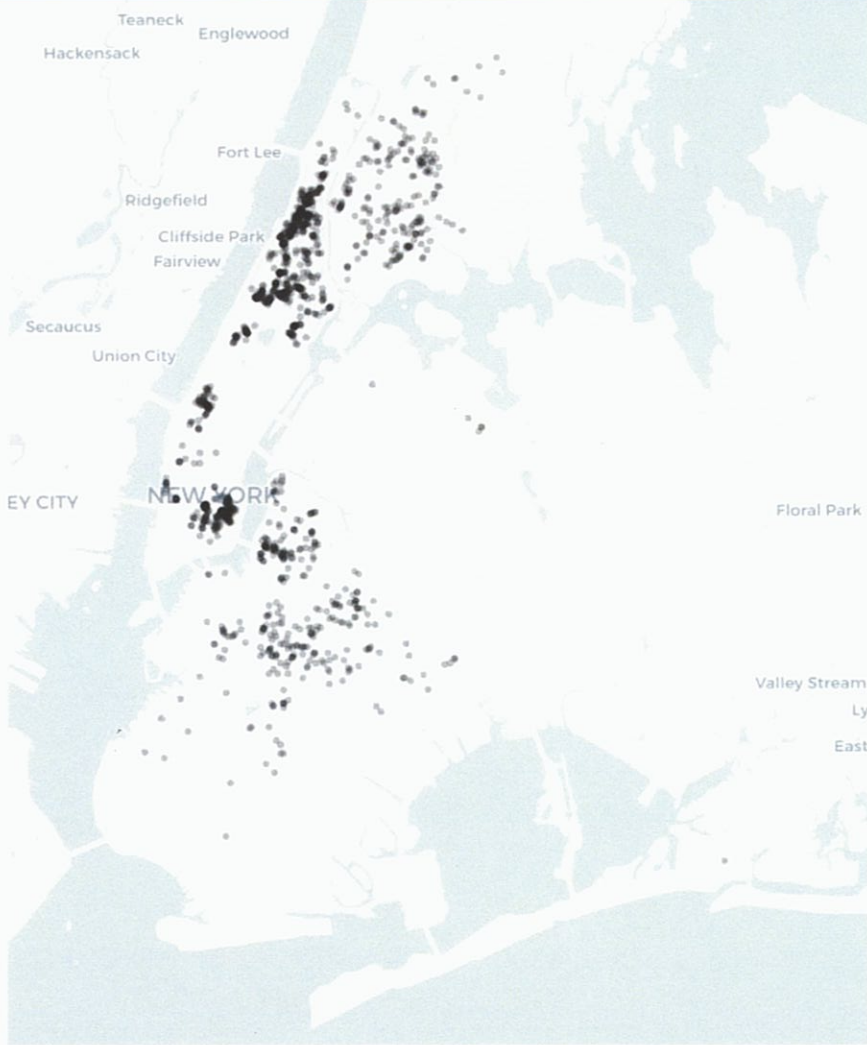 Teaneck
Englewood
Hackensack
Fort Lee
Ridgefield
Cliffside Park
Fairview
Secaucus
Union City
NEW YORK
EY CITY
Floral Park
Valley Stream
Ly
East